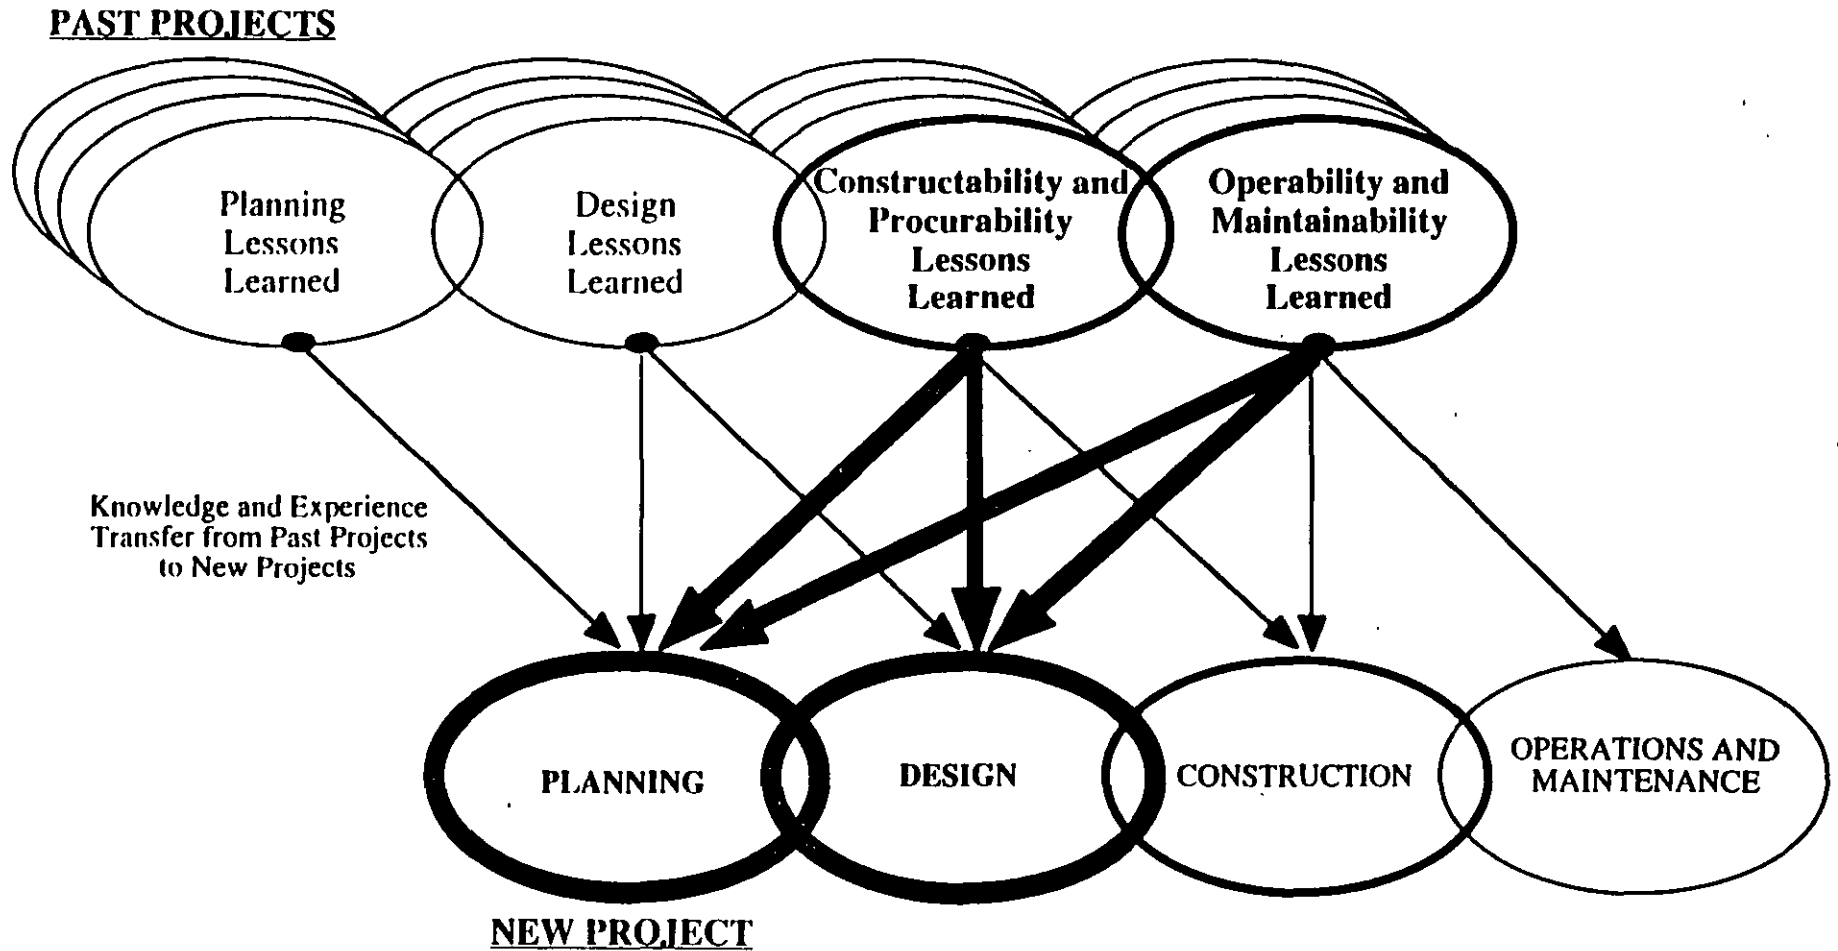 PAST PROJECTS
Planning
Lessons
Learned
Design
Lessons
Learned
Constructability and
Procurability
Lessons
Learned
Operability and
Maintainability
Lessons
Learned
Knowledge and Experience
Transfer from Past Projects
to New Projects
PLANNING
DESIGN
CONSTRUCTION
OPERATIONS AND
MAINTENANCE
NEW PROJECT